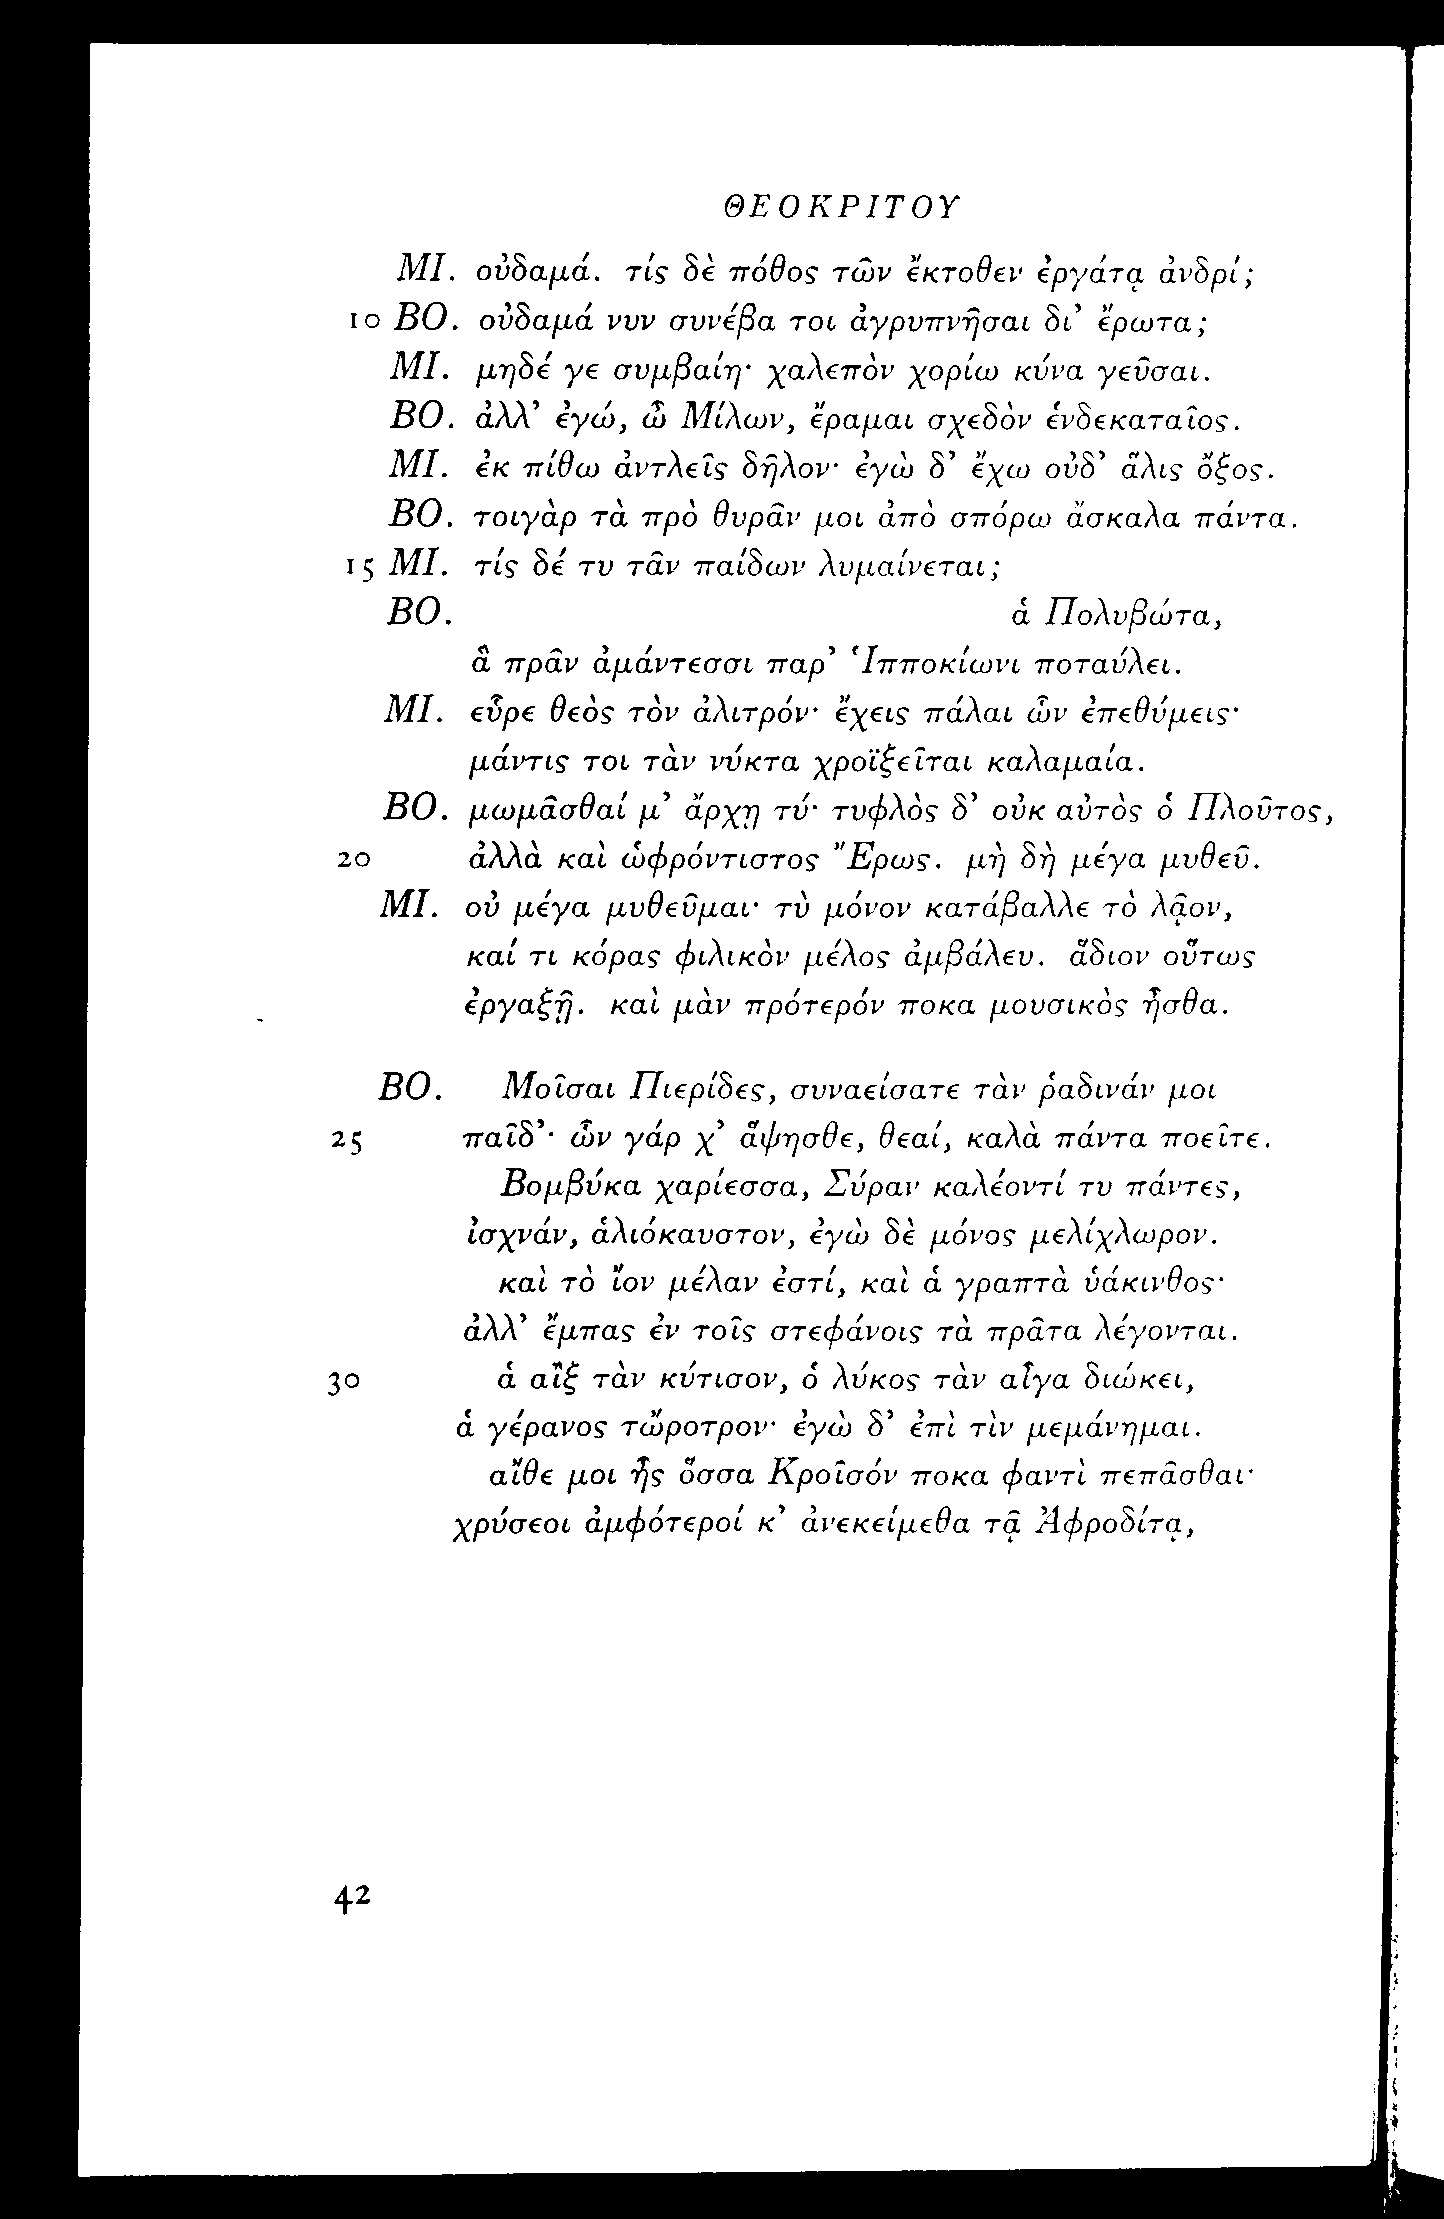 ΘΕΟΚΡΙΤΟΥ
ΜΙ. οὐδαμά. τίς δὲ πόθος τῶν ἔκτοθεν ἐργάτᾳ ἀνδρί;
10 ΒΟ. οὐδαμά νυν συνέβα τοι ἀγρυπνῆσαι δι’ ἔρωτα;
ΜΙ. μηδέ γε συμβαίη· χαλεπὸν χορίω κύνα γεῦσαι.
ΒΟ. ἀλλ’ ἐγώ, ὦ Μίλων, ἔραμαι σχεδὸν ἑνδεκαταῖος.
ΜΙ. ἐκ πίθω ἀντλεῖς δῆλον· ἐγὼ δ’ ἔχω οὐδ’ ἅλις ὄξος.
ΒΟ. τοιγὰρ τὰ πρὸ θυρᾶν μοι ἀπὸ σπόρω ἄσκαλα πάντα.
15 ΜΙ. τίς δέ τυ τᾶν παίδων λυμαίνεται;
ΒΟ. ἁ Πολυβώτα,
ἃ πρᾶν ἀμάντεσσι παρ’ Ἱπποκίωνι ποταύλει.
ΜΙ. εὗρε θεὸς τὸν ἀλιτρόν· ἔχεις πάλαι ὧν ἐπεθύμεις·
μάντις τοι τὰν νύκτα χροϊξεῖται καλαμαία.
ΒΟ. μωμᾶσθαί μ’ ἄρχῃ τύ· τυφλὸς δ’ οὐκ αὐτὸς ὁ Πλοῦτος,
20 ἀλλὰ καὶ ὡφρόντιστος Ἔρως. μὴ δὴ μέγα μυθεῦ.
ΜΙ. οὐ μέγα μυθεῦμαι· τὺ μόνον κατάβαλλε τὸ λᾷον,
καί τι κόρας φιλικὸν μέλος ἀμβάλευ. ἅδιον οὕτως
ἐργαξῇ. καὶ μὰν πρότερόν ποκα μουσικὸς ἦσθα.
ΒΟ. Μοῖσαι Πιερίδες, συναείσατε τὰν ῥαδινάν μοι
25 παῖδ’· ὧν γάρ χ’ ἅψησθε, θεαί, καλὰ πάντα ποεῖτε.
Βομβύκα χαρίεσσα, Σύραν καλέοντί τυ πάντες,
ἰσχνάν, ἁλιόκαυστον, ἐγὼ δὲ μόνος μελίχλωρον.
καὶ τὸ ἴον μέλαν ἐστί, καὶ ἁ γραπτὰ ὑάκινθος·
ἀλλ’ ἔμπας ἐν τοῖς στεφάνοις τὰ πρᾶτα λέγονται.
30 ἁ αἲξ τὰν κύτισον, ὁ λύκος τὰν αἶγα διώκει,
ἁ γέρανος τὤροτρον· ἐγὼ δ’ ἐπὶ τὶν μεμάνημαι.
αἴθε μοι ἦς ὅσσα Κροῖσόν ποκα φαντὶ πεπᾶσθαι·
χρύσεοι ἀμφότεροί κ’ ἀνεκείμεθα τᾷ Ἀφροδίτᾳ,
42